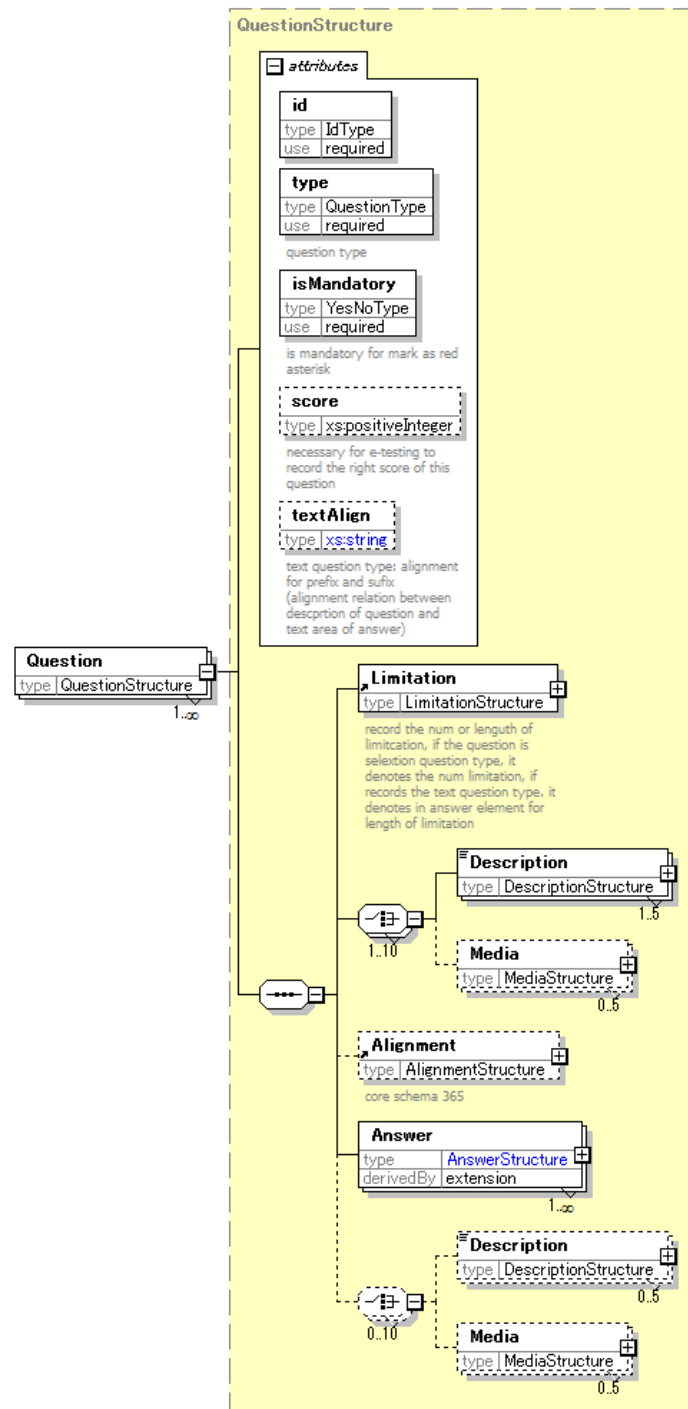 QuestionStructure
attributes
id
type IdType
use required
type
type QuestionType
use required
question type
isMandatory
type YesNoType
use required
is mandatory for mark as red
asterisk
score
type xs:positiveInteger
necessary for e-testing to
record the right score of this
question
textAlign
type xs:string
text question type: alignment
for prefix and sufix
(alignment relation between
descprtion of question and
text area of answer)
Question
type QuestionStructure
1..∞
Limitation
type LimitationStructure
record the num or lenguth of
limitcation, if the question is
selextion question type, it
denotes the num limitation, if
records the text question type. it
denotes in answer element for
length of limitation
Description
type DescriptionStructure
1..5
1..10
Media
type MediaStructure
0..5
Alignment
type AlignmentStructure
core schema 365
Answer
type AnswerStructure
derivedBy extension
1..∞
Description
type DescriptionStructure
0..5
0..10
Media
type MediaStructure
0..5